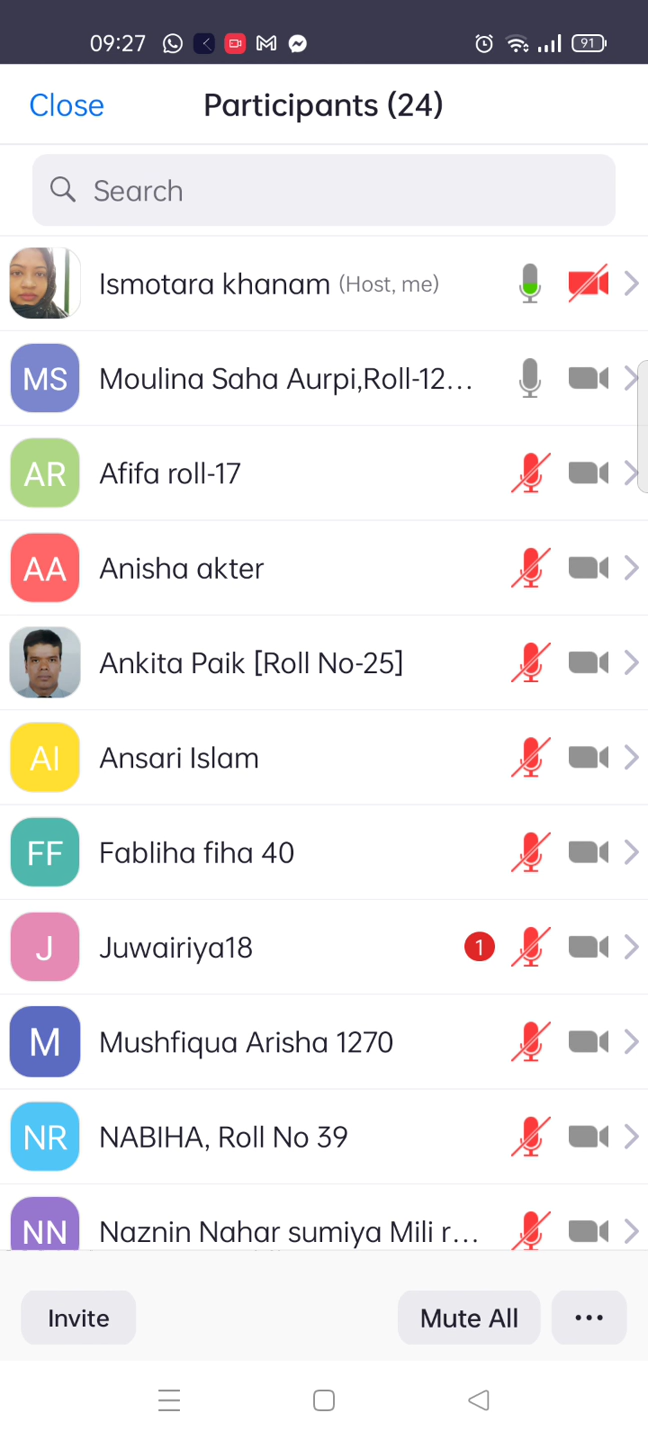 09:27
91
Close
Participants (24)
Search
Ismotara khanam (Host, me)
MS
Moulina Saha Aurpi,Roll-12...
AR
Afifa roll-17
AA
Anisha akter
Ankita Paik [Roll No-25]
AI
Ansari Islam
FF
Fabliha fiha 40
J
Juwairiya18
1
M
Mushfiqua Arisha 1270
NR
NABIHA, Roll No 39
NN
Naznin Nahar sumiya Mili r...
Invite
Mute All
...